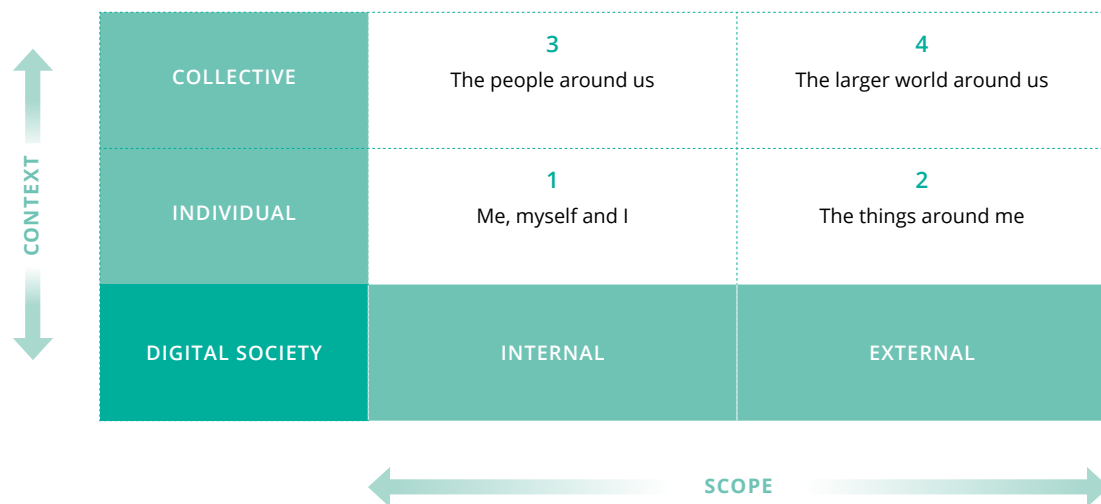 3
4
COLLECTIVE
The people around us
The larger world around us
CONTEXT
1
2
INDIVIDUAL
Me, myself and I
The things around me
DIGITAL SOCIETY
INTERNAL
EXTERNAL
SCOPE